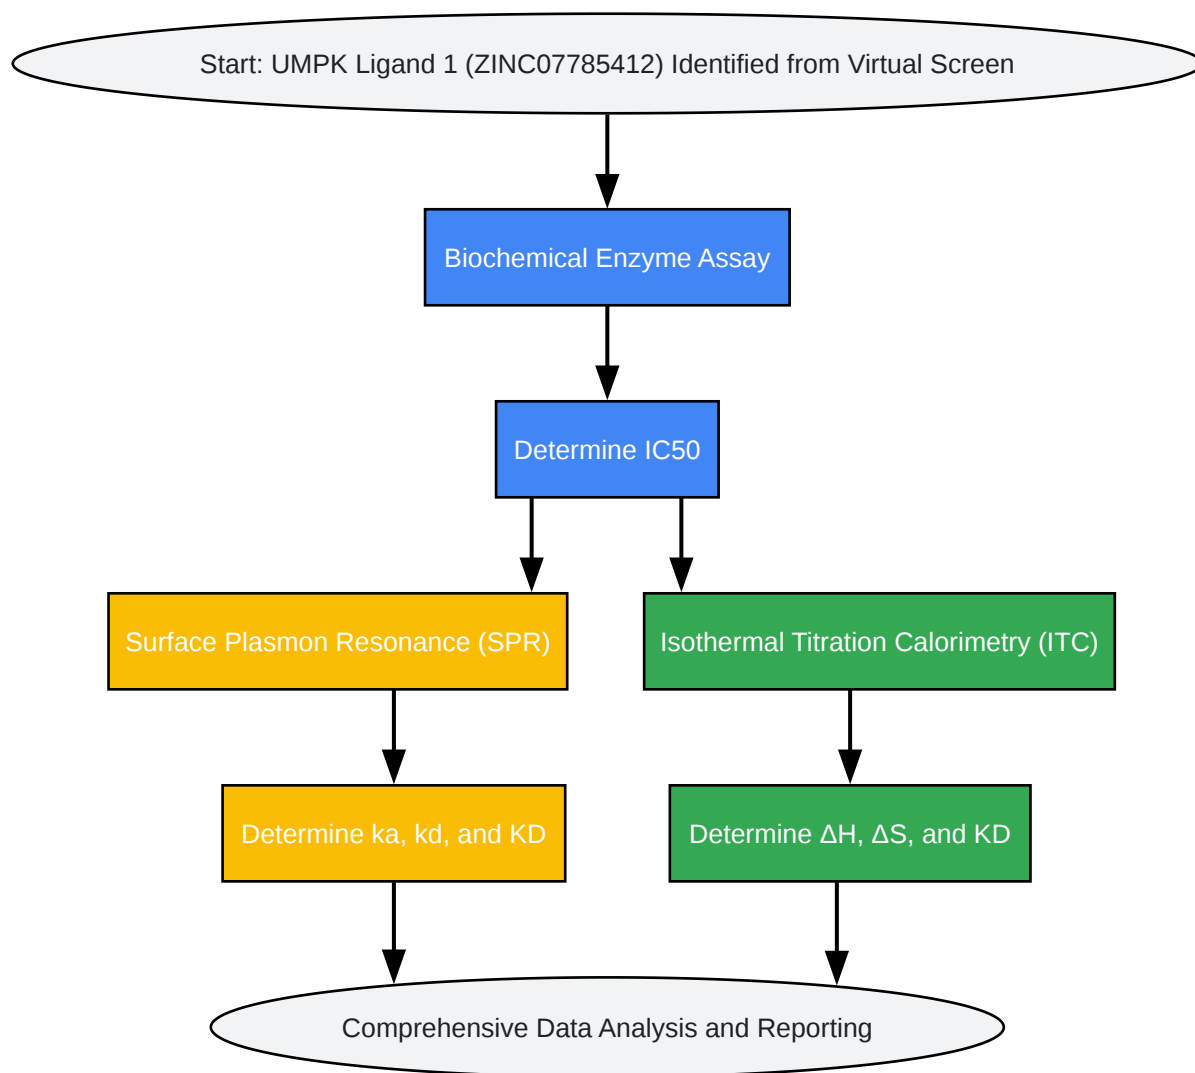 Start: UMPK Ligand 1 (ZINC07785412) Identified from Virtual Screen
Biochemical Enzyme Assay
Determine IC50
Surface Plasmon Resonance (SPR)
Isothermal Titration Calorimetry (ITC)
Determine ka, kd, and KD
Determine ΔH, ΔS, and KD
Comprehensive Data Analysis and Reporting